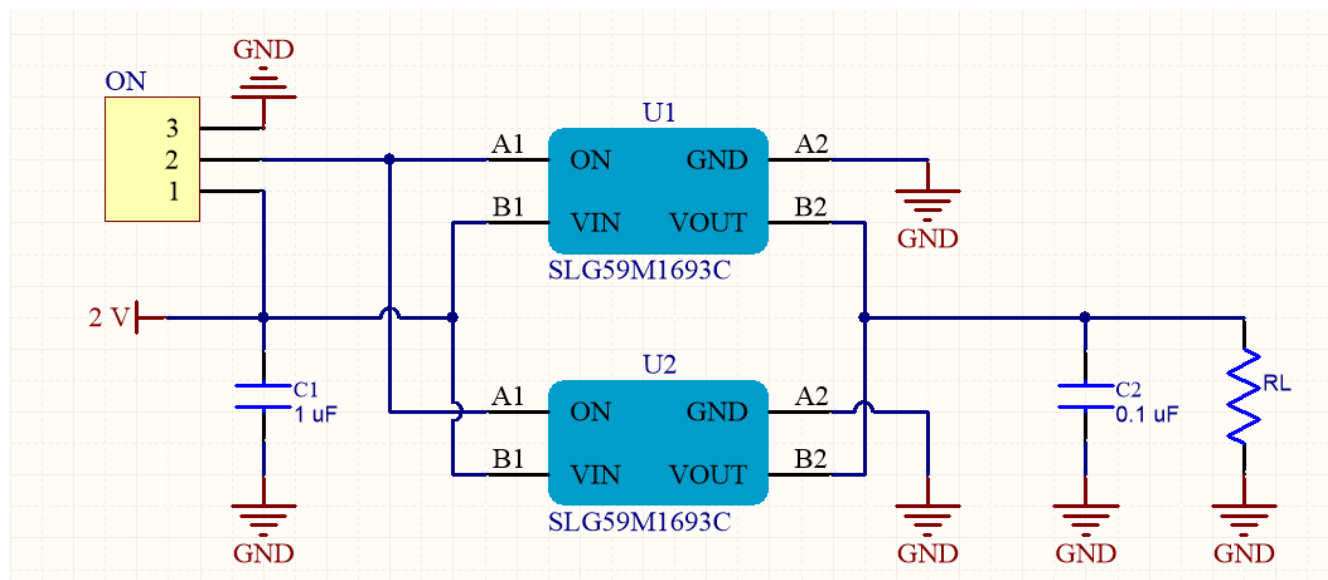 GND
ON
3
2
1
U1
A1
ON
GND
A2
B1
VIN
VOUT
B2
SLG59M1693C
GND
2 V
C1
1 uF
GND
U2
A1
ON
GND
A2
B1
VIN
VOUT
B2
SLG59M1693C
GND
C2
0.1 uF
GND
RL
GND